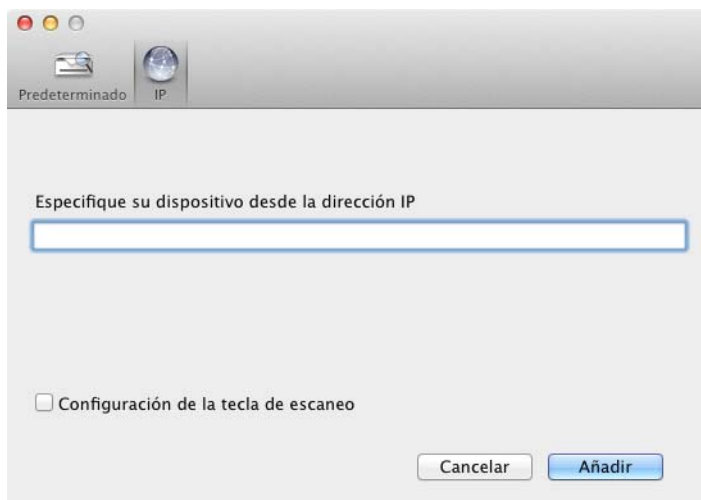 Predeterminado IP
Especifique su dispositivo desde la dirección IP
Configuración de la tecla de escaneo
Cancelar Añadir